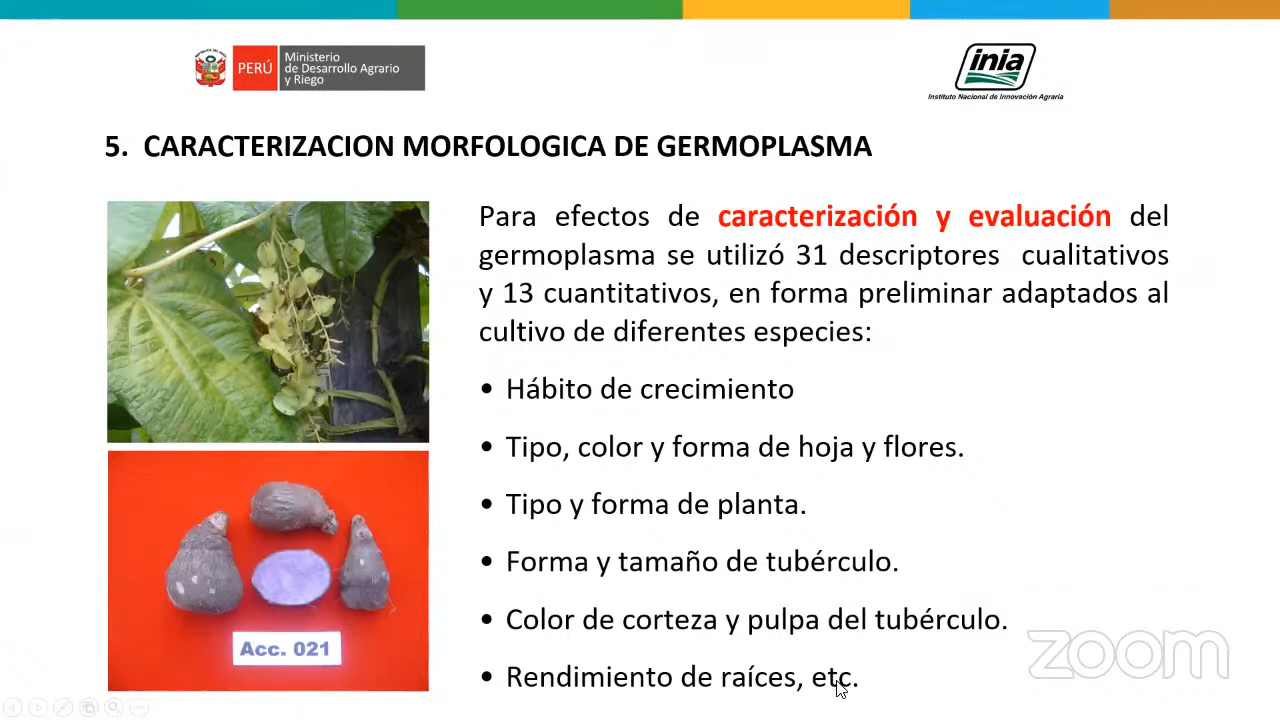 PERÚ
Ministerio
de Desarrollo Agrario
y Riego
inia
Instituto Nacional de Innovación Agraria
5. CARACTERIZACION MORFOLOGICA DE GERMOPLASMA
Para efectos de caracterización y evaluación del
germoplasma se utilizó 31 descriptores cualitativos
y 13 cuantitativos, en forma preliminar adaptados al
cultivo de diferentes especies:
• Hábito de crecimiento
• Tipo, color y forma de hoja y flores.
• Tipo y forma de planta.
• Forma y tamaño de tubérculo.
• Color de corteza y pulpa del tubérculo.
• Rendimiento de raíces, etc.
Acc. 021
zoom